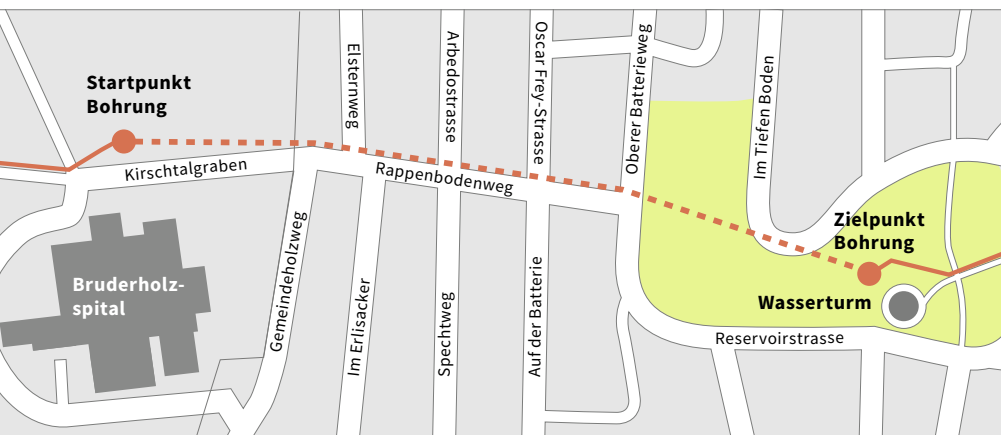 Startpunkt
Bohrung
Kirschtalgraben
Elsternweg
Arbedostrasse
Oscar Frey-Strasse
Oberer Batterieweg
Im Tiefen Boden
Rappenbodenweg
Zielpunkt
Bohrung
Bruderholz-
spital
Gemeindeholzweg
Im Erlisacker
Spechtweg
Auf der Batterie
Wasserturm
Reservoirstrasse